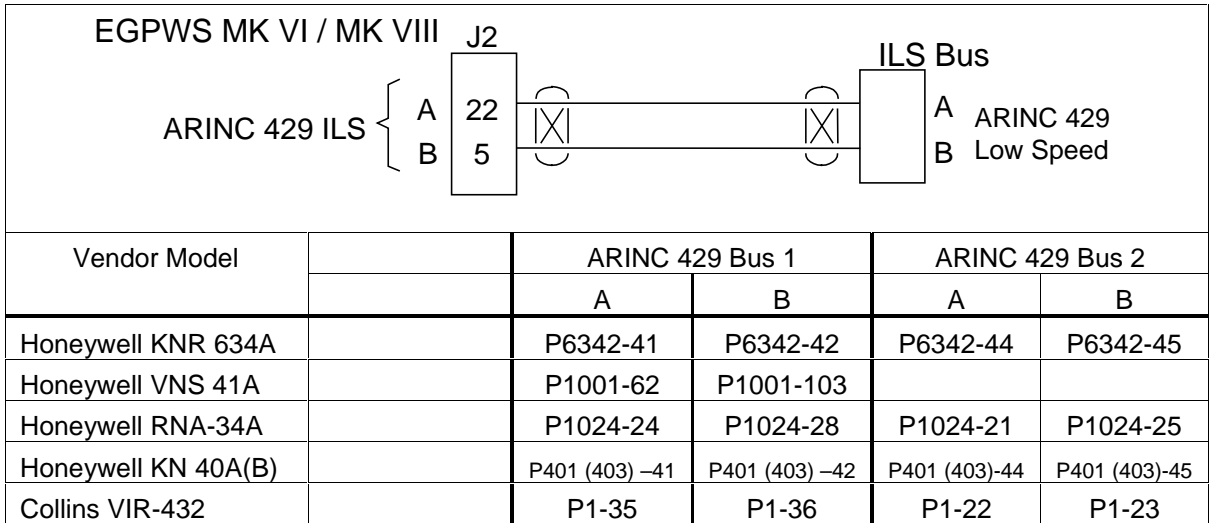 EGPWS MK VI / MK VIII J2
ILS Bus
ARINC 429 ILS
A 22
B 5
A
B
ARINC 429
Low Speed
Vendor Model ARINC 429 Bus 1 ARINC 429 Bus 2
A B A B
Honeywell KNR 634A P6342-41 P6342-42 P6342-44 P6342-45
Honeywell VNS 41A P1001-62 P1001-103
Honeywell RNA-34A P1024-24 P1024-28 P1024-21 P1024-25
Honeywell KN 40A(B) P401 (403) –41 P401 (403) –42 P401 (403)-44 P401 (403)-45
Collins VIR-432 P1-35 P1-36 P1-22 P1-23